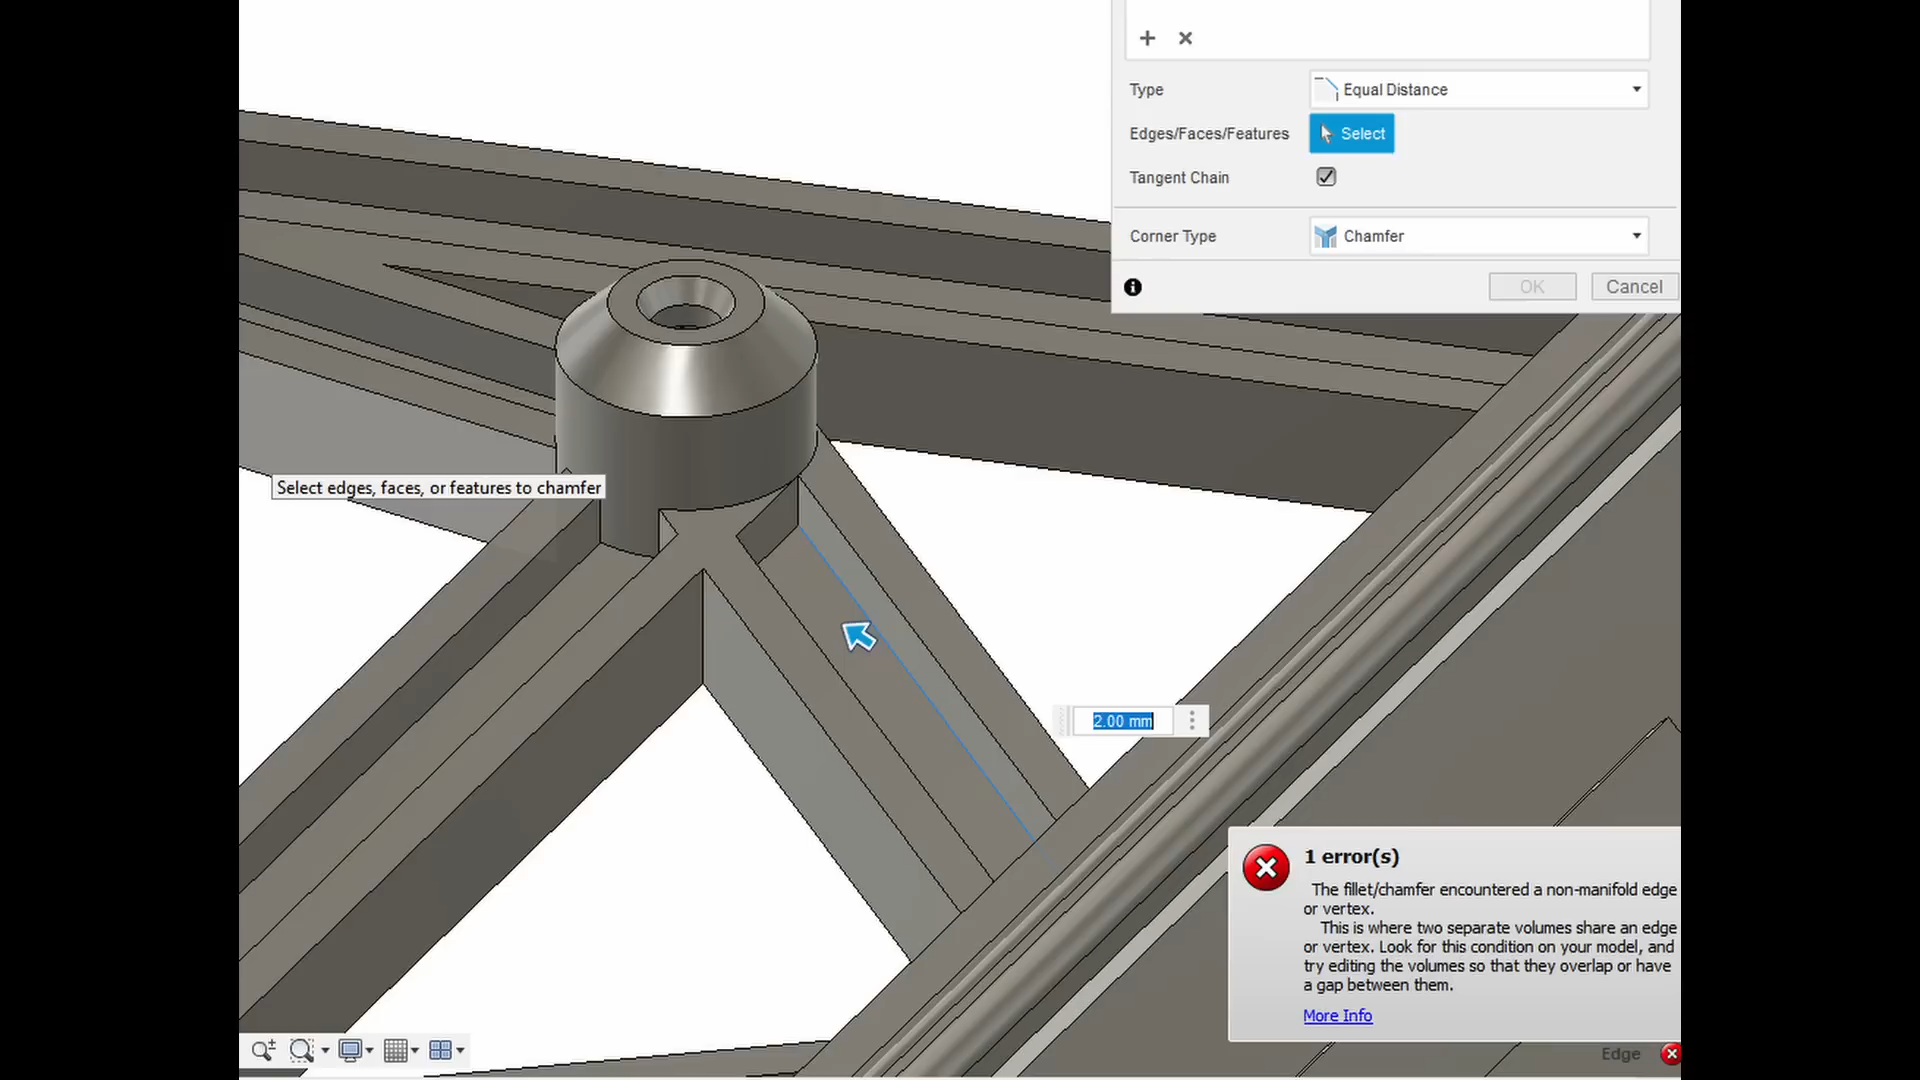 Type
Equal Distance
Edges/Faces/Features
Select
Tangent Chain
Corner Type
Chamfer
OK
Cancel
Select edges, faces, or features to chamfer
2.00 mm
1 error(s)
The fillet/chamfer encountered a non-manifold edge
or vertex.
This is where two separate volumes share an edge
or vertex. Look for this condition on your model, and
try editing the volumes so that they overlap or have
a gap between them.
More Info
Edge